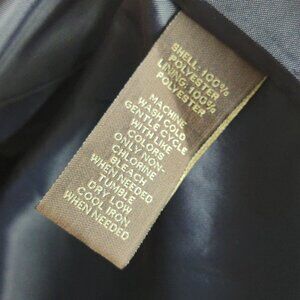 SHELL: 100%
POLYESTER
LINING: 100%
POLYESTER
MACHINE
WASH COLD
GENTLE CYCLE
WITH LIKE
COLORS
ONLY NON-
CHLORINE
BLEACH
WHEN NEEDED
TUMBLE
DRY LOW
COOL IRON
WHEN NEEDED